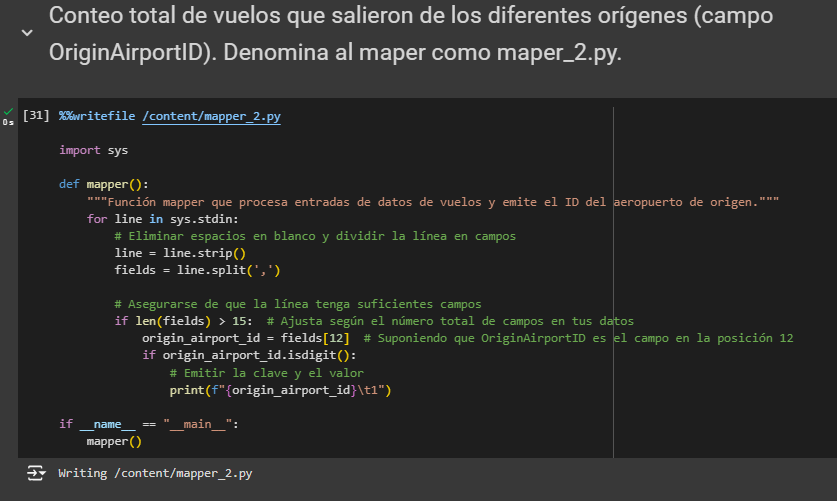 Conteo total de vuelos que salieron de los diferentes orígenes (campo
OriginAirportID). Denomina al maper como maper_2.py.
[31] %%writefile /content/mapper_2.py
0s
import sys
def mapper():
"""Función mapper que procesa entradas de datos de vuelos y emite el ID del aeropuerto de origen."""
for line in sys.stdin:
# Eliminar espacios en blanco y dividir la línea en campos
line = line.strip()
fields = line.split(',')
# Asegurarse de que la línea tenga suficientes campos
if len(fields) > 15:  # Ajusta según el número total de campos en tus datos
origin_airport_id = fields[12]  # Suponiendo que OriginAirportID es el campo en la posición 12
if origin_airport_id.isdigit():
# Emitir la clave y el valor
print(f"{origin_airport_id}\t1")
if __name__ == "__main__":
mapper()
Writing /content/mapper_2.py